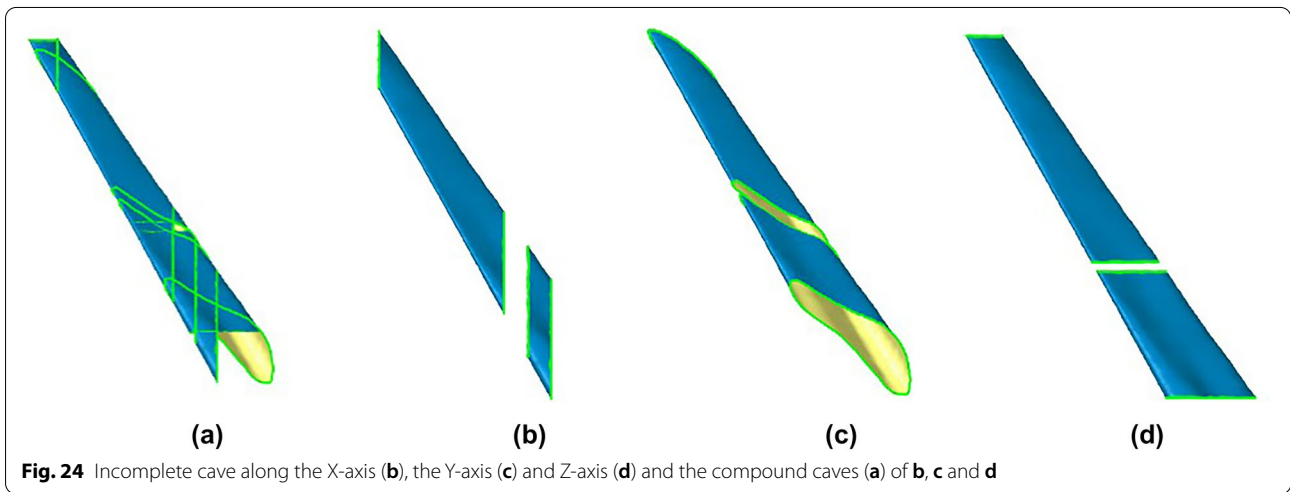 (a) (b) (c) (d)
Fig. 24 Incomplete cave along the X-axis (b), the Y-axis (c) and Z-axis (d) and the compound caves (a) of b, c and d